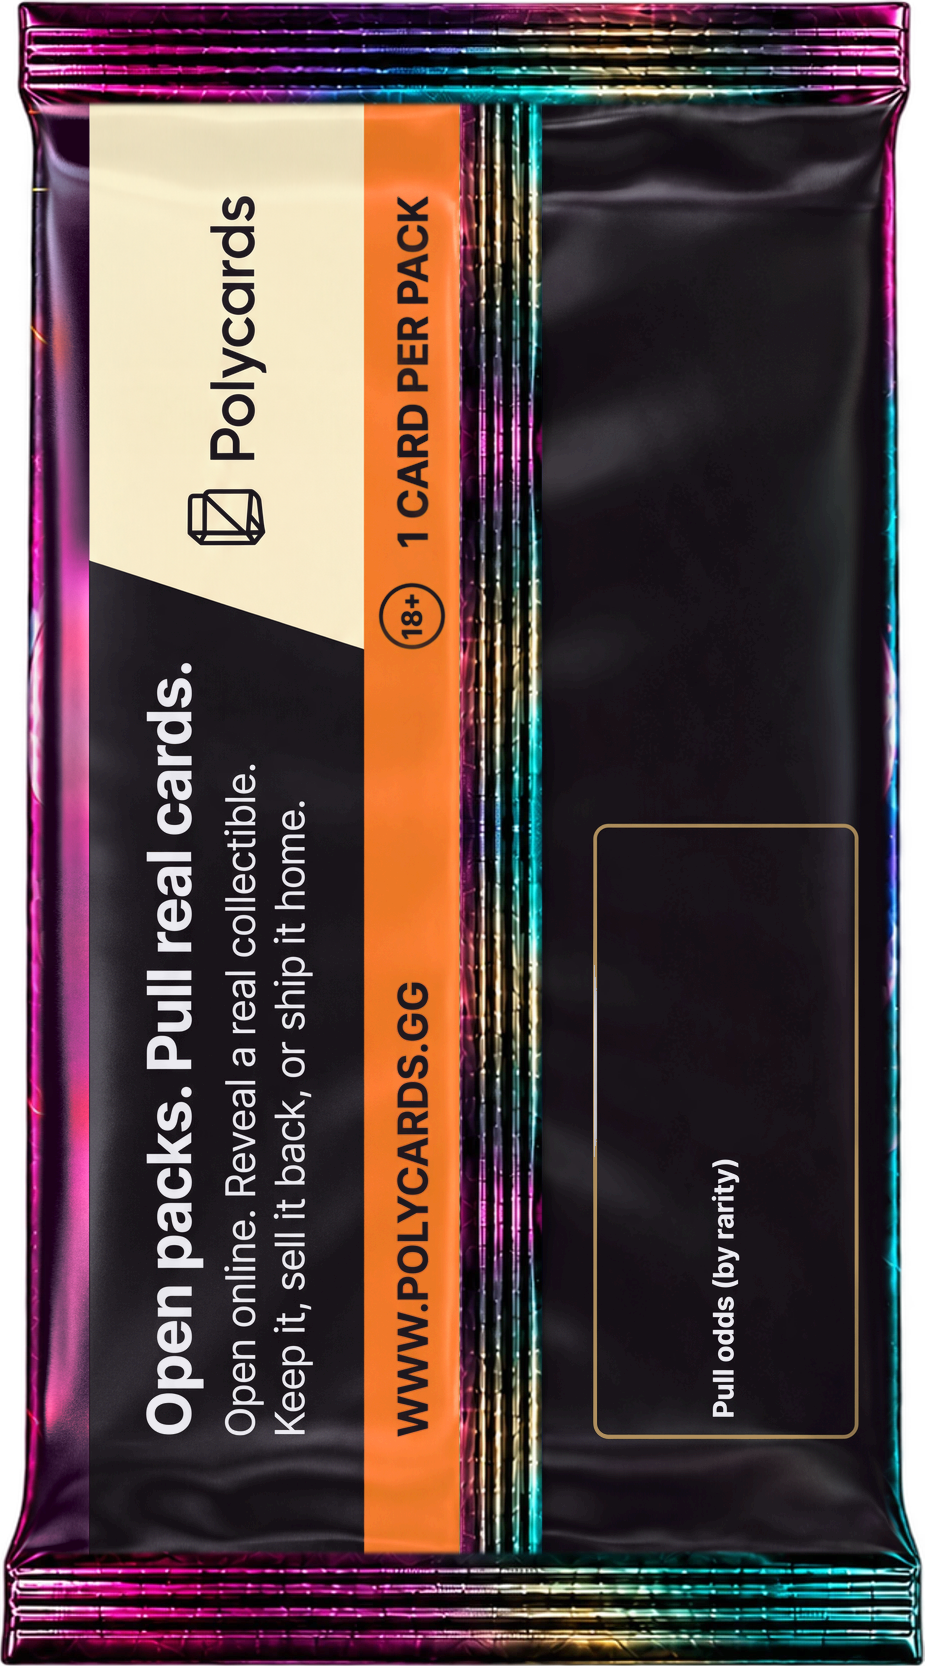 Polycards
Open packs. Pull real cards.
Open online. Reveal a real collectible.
Keep it, sell it back, or ship it home.
WWW.POLYCARDS.GG
18+
1 CARD PER PACK
Pull odds (by rarity)